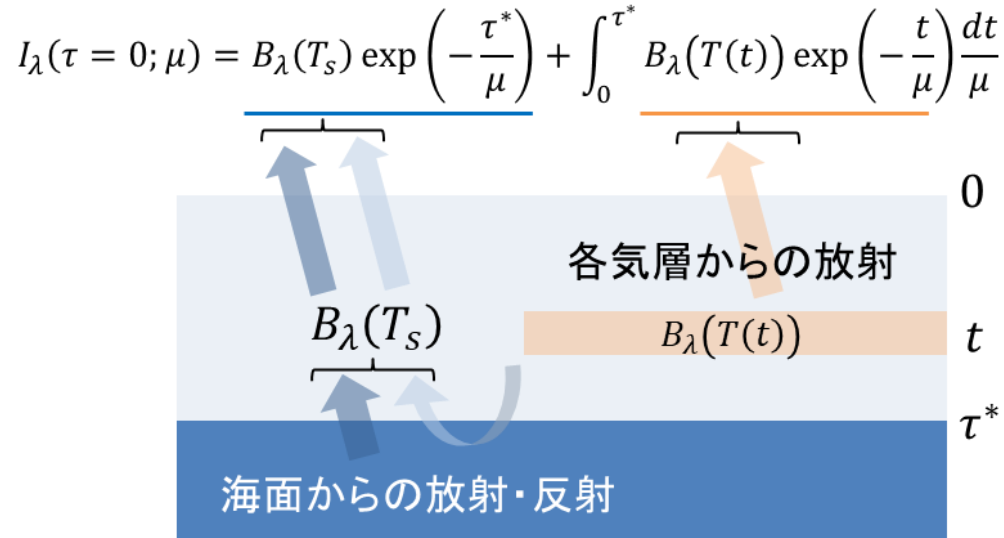 I_λ(τ = 0; μ) = B_λ(T_s) exp(−τ*/μ) + ∫_0^{τ*} B_λ(T(t)) exp(−t/μ) dt/μ
0
各気層からの放射
B_λ(T_s)
B_λ(T(t))
t
τ*
海面からの放射・反射